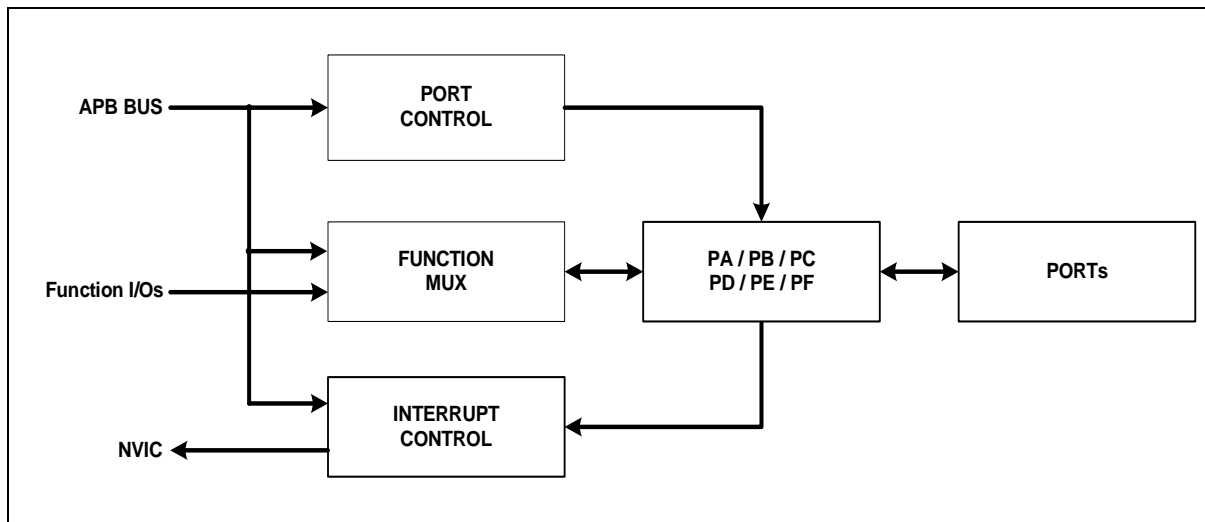 APB BUS
PORT
CONTROL
Function I/Os
FUNCTION
MUX
PA / PB / PC
PD / PE / PF
PORTs
INTERRUPT
CONTROL
NVIC